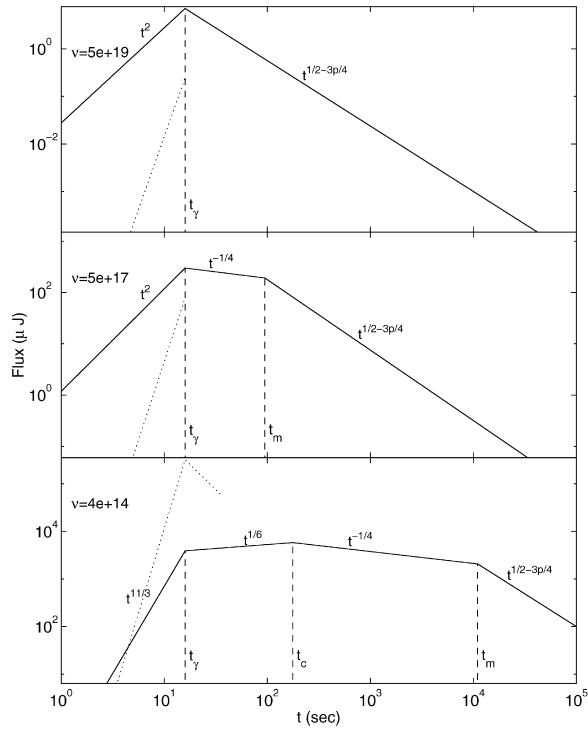 10^0
10^-2
ν=5e+19
t^2
t^{1/2-3p/4}
t_γ
10^2
10^0
ν=5e+17
t^2
t^{-1/4}
t^{1/2-3p/4}
t_γ
t_m
Flux (μ J)
10^4
10^2
ν=4e+14
t^{11/3}
t^{1/6}
t^{-1/4}
t^{1/2-3p/4}
t_γ
t_c
t_m
10^0
10^1
10^2
10^3
10^4
10^5
t (sec)